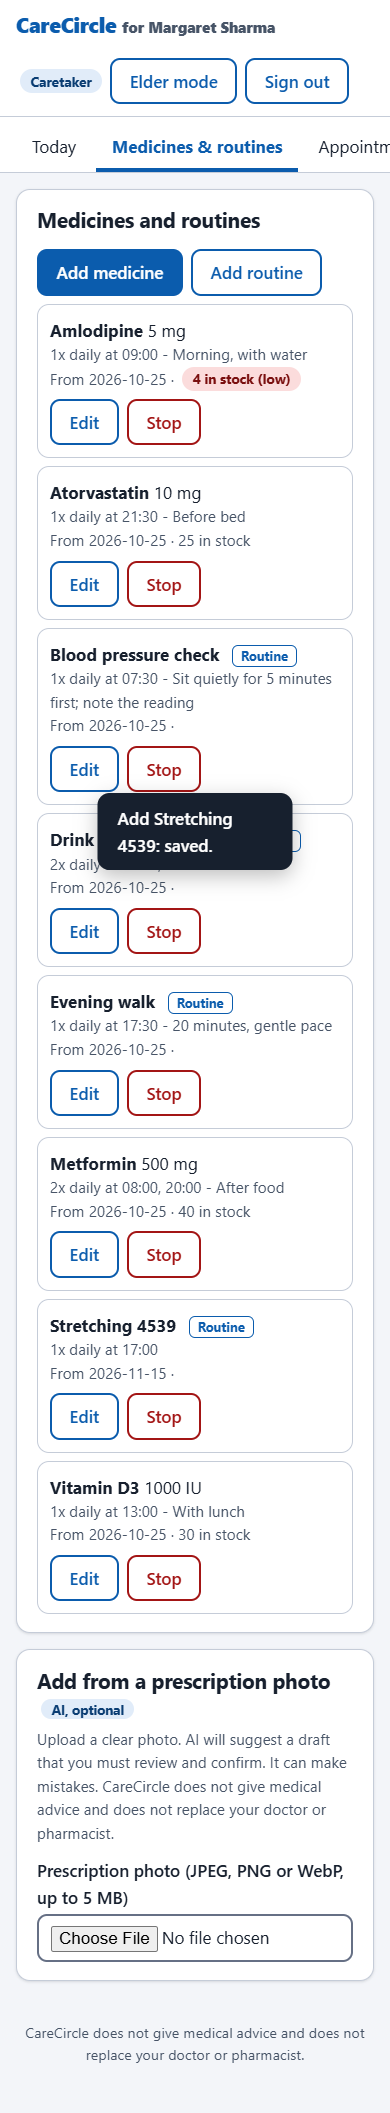 CareCircle for Margaret Sharma
Caretaker
Elder mode
Sign out
Today
Medicines & routines
Appointm
Medicines and routines
Add medicine
Add routine
Amlodipine 5 mg
1x daily at 09:00 - Morning, with water
From 2026-10-25 · 4 in stock (low)
Edit
Stop
Atorvastatin 10 mg
1x daily at 21:30 - Before bed
From 2026-10-25 · 25 in stock
Edit
Stop
Blood pressure check Routine
1x daily at 07:30 - Sit quietly for 5 minutes
first; note the reading
From 2026-10-25 ·
Edit
Stop
Add Stretching
4539: saved.
Drink
2x daily
From 2026-10-25 ·
Edit
Stop
Evening walk Routine
1x daily at 17:30 - 20 minutes, gentle pace
From 2026-10-25 ·
Edit
Stop
Metformin 500 mg
2x daily at 08:00, 20:00 - After food
From 2026-10-25 · 40 in stock
Edit
Stop
Stretching 4539 Routine
1x daily at 17:00
From 2026-11-15 ·
Edit
Stop
Vitamin D3 1000 IU
1x daily at 13:00 - With lunch
From 2026-10-25 · 30 in stock
Edit
Stop
Add from a prescription photo
AI, optional
Upload a clear photo. AI will suggest a draft
that you must review and confirm. It can make
mistakes. CareCircle does not give medical
advice and does not replace your doctor or
pharmacist.
Prescription photo (JPEG, PNG or WebP,
up to 5 MB)
Choose File No file chosen
CareCircle does not give medical advice and does not
replace your doctor or pharmacist.